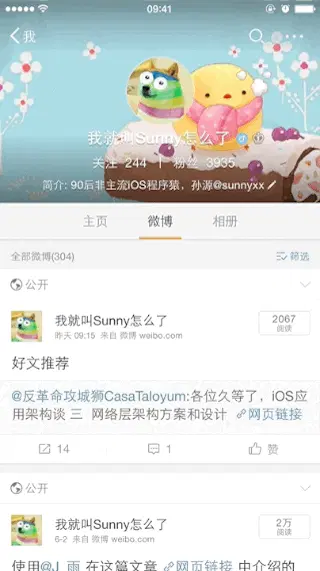 09:41
我
我就叫Sunny怎么了
关注 244 | 粉丝 3935
简介: 90后非主流iOS程序猿、孙源@sunnyxx
主页 微博 相册
全部微博(304) 筛选
公开
我就叫Sunny怎么了
昨天 09:15 来自 微博 weibo.com
2067
阅读
好文推荐
@反革命攻城狮CasaTaloyum:各位久等了，iOS应
用架构谈 三 网络层架构方案和设计 网页链接
14 1 赞
公开
我就叫Sunny怎么了
6-2 来自 微博 weibo.com
2万
阅读
使用@J_雨 在这篇文章 网页链接 中介绍的